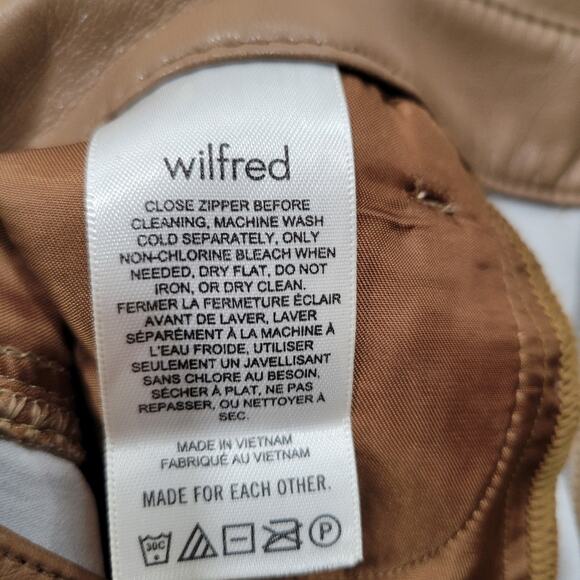 wilfred
CLOSE ZIPPER BEFORE
CLEANING, MACHINE WASH
COLD SEPARATELY, ONLY
NON-CHLORINE BLEACH WHEN
NEEDED, DRY FLAT, DO NOT
IRON, OR DRY CLEAN.
FERMER LA FERMETURE ÉCLAIR
AVANT DE LAVER, LAVER
SÉPARÉMENT À LA MACHINE À
L'EAU FROIDE, UTILISER
SEULEMENT UN JAVELLISANT
SANS CHLORE AU BESOIN,
SÉCHER À PLAT, NE PAS
REPASSER, OU NETTOYER À
SEC.
MADE IN VIETNAM
FABRIQUÉ AU VIETNAM
MADE FOR EACH OTHER.
30C P